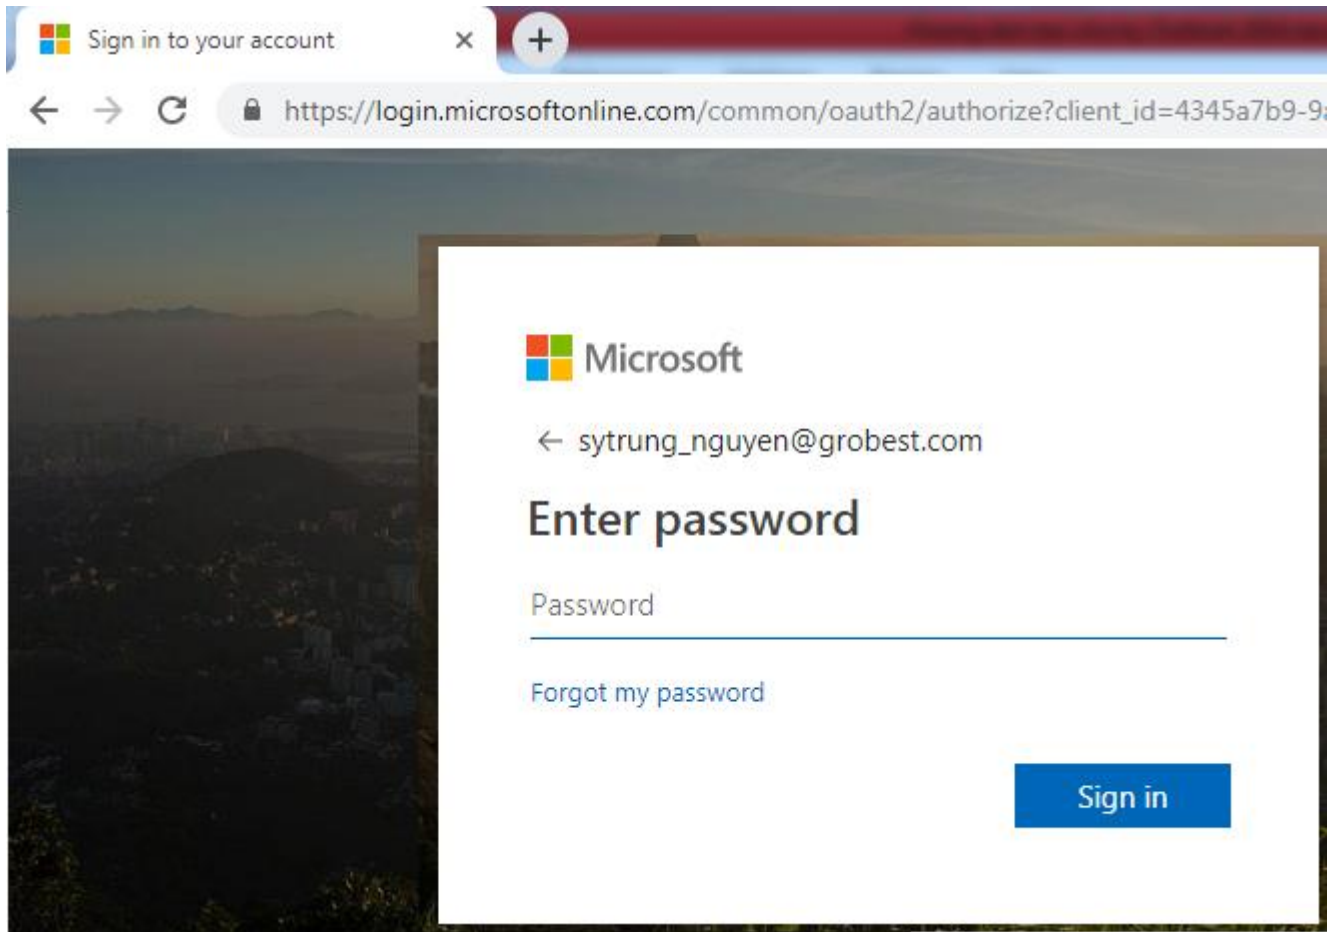 Sign in to your account
https://login.microsoftonline.com/common/oauth2/authorize?client_id=4345a7b9-9
Microsoft
sytrung_nguyen@grobest.com
Enter password
Password
Forgot my password
Sign in